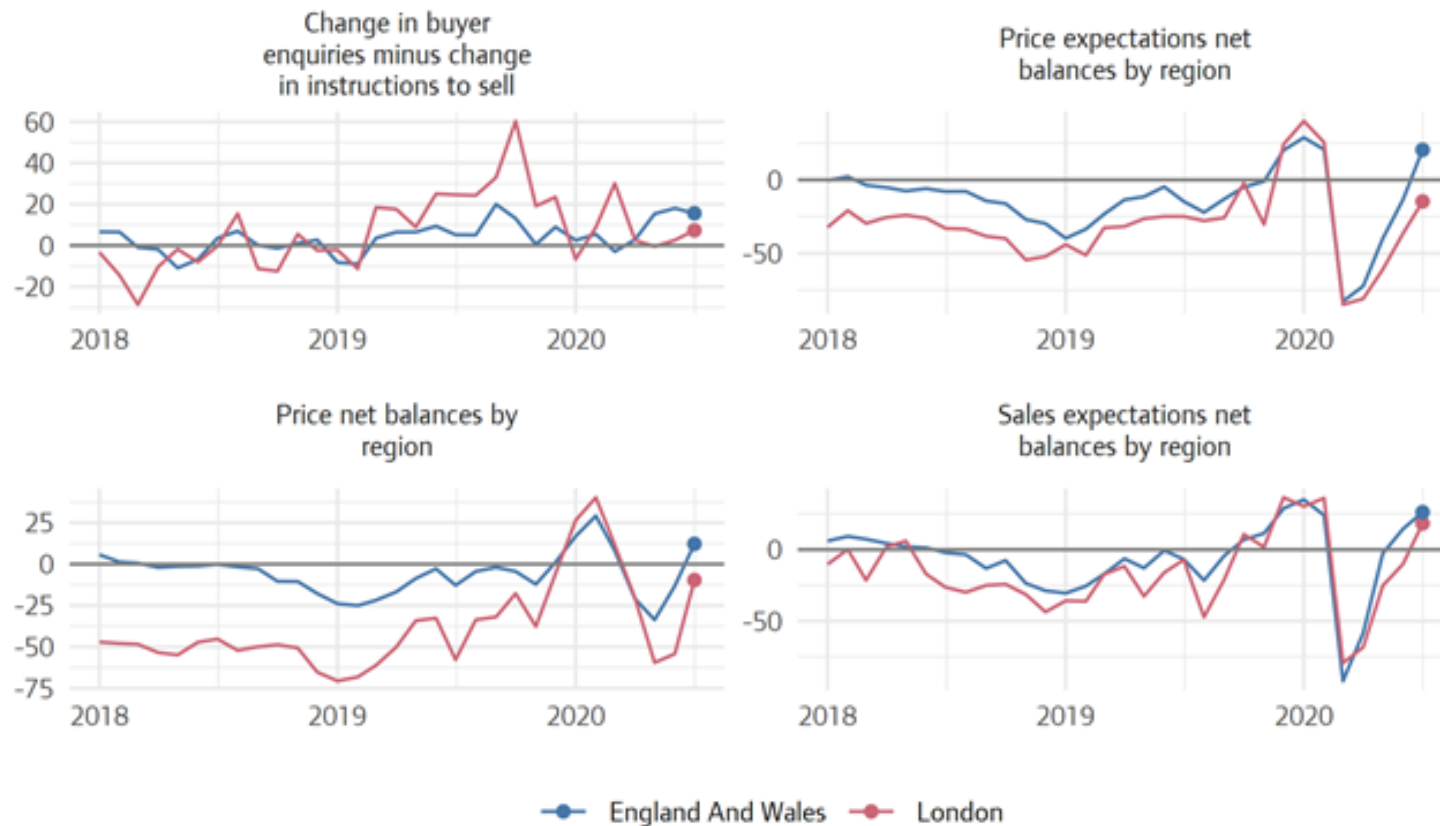 Change in buyer
enquiries minus change
in instructions to sell
60
40
20
0
-20
2018 2019 2020
Price expectations net
balances by region
0
-50
2018 2019 2020
Price net balances by
region
25
0
-25
-50
-75
2018 2019 2020
Sales expectations net
balances by region
0
-50
2018 2019 2020
England And Wales London